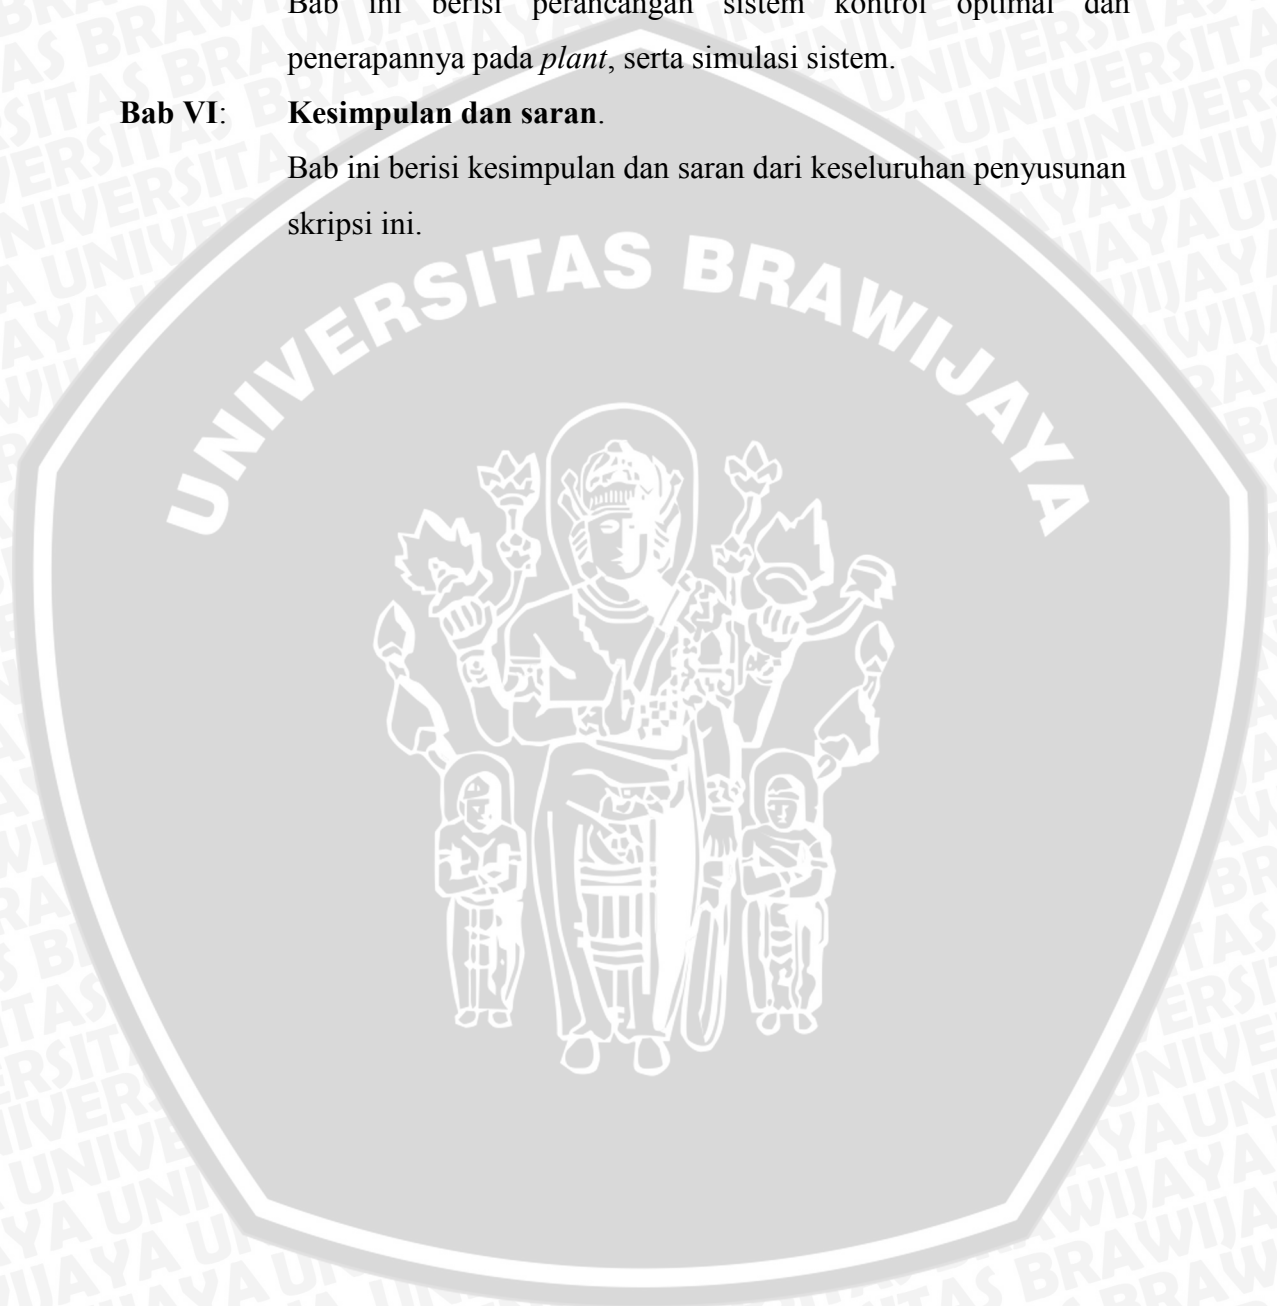 Bab ini berisi perancangan sistem kontrol optimal dan
penerapannya pada plant, serta simulasi sistem.
Bab VI: Kesimpulan dan saran.
Bab ini berisi kesimpulan dan saran dari keseluruhan penyusunan
skripsi ini.
UNIVERSITAS BRAWIJAYA